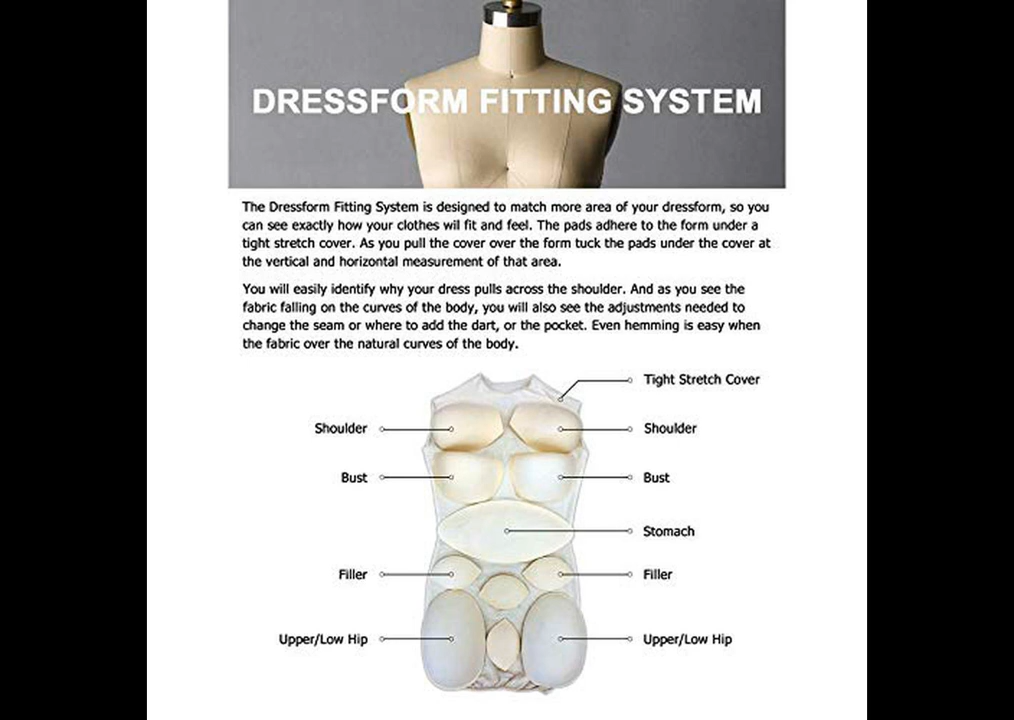 DRESSFORM FITTING SYSTEM
The Dressform Fitting System is designed to match more area of your dressform, so you
can see exactly how your clothes wil fit and feel. The pads adhere to the form under a
tight stretch cover. As you pull the cover over the form tuck the pads under the cover at
the vertical and horizontal measurement of that area.
You will easily identify why your dress pulls across the shoulder. And as you see the
fabric falling on the curves of the body, you will also see the adjustments needed to
change the seam or where to add the dart, or the pocket. Even hemming is easy when
the fabric over the natural curves of the body.
Tight Stretch Cover
Shoulder
Shoulder
Bust
Bust
Stomach
Filler
Filler
Upper/Low Hip
Upper/Low Hip